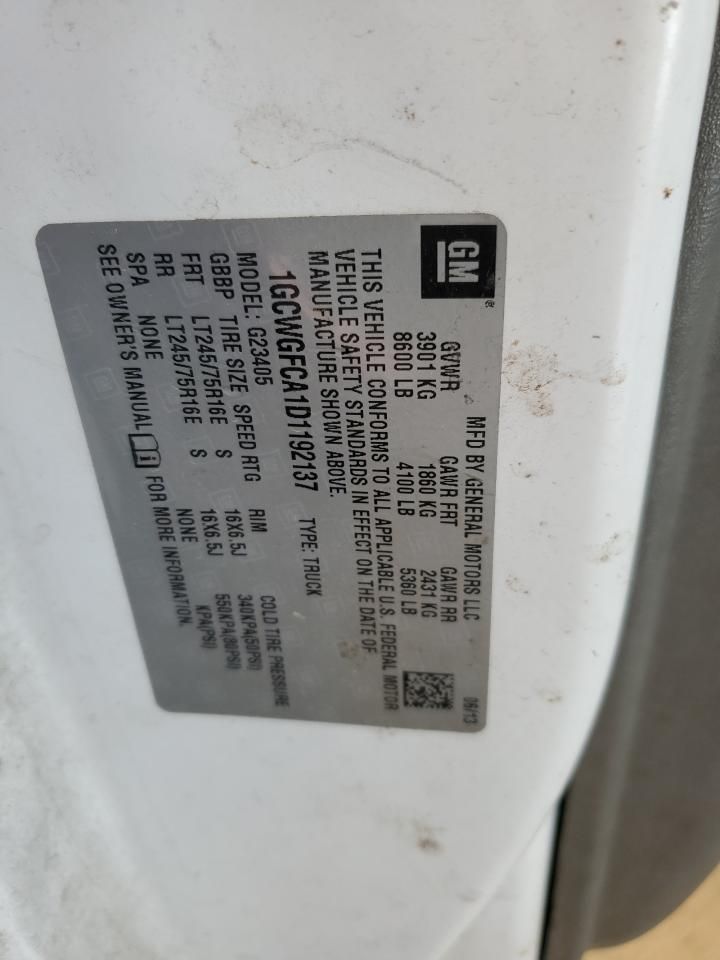 GM
®
MFD BY GENERAL MOTORS LLC 06/13
GVWR GAWR FRT GAWR RR
3901 KG 1860 KG 2431 KG
8600 LB 4100 LB 5360 LB
THIS VEHICLE CONFORMS TO ALL APPLICABLE U.S. FEDERAL MOTOR
VEHICLE SAFETY STANDARDS IN EFFECT ON THE DATE OF
MANUFACTURE SHOWN ABOVE.
1GCWGFCA1D1192137 TYPE: TRUCK
MODEL: G23405
GBBP TIRE SIZE SPEED RTG RIM COLD TIRE PRESSURE
FRT LT245/75R16E S 16X6.5J 340KPA(50PSI)
RR LT245/75R16E S 16X6.5J 550KPA(80PSI)
SPA NONE NONE KPA(PSI)
SEE OWNER'S MANUAL FOR MORE INFORMATION.